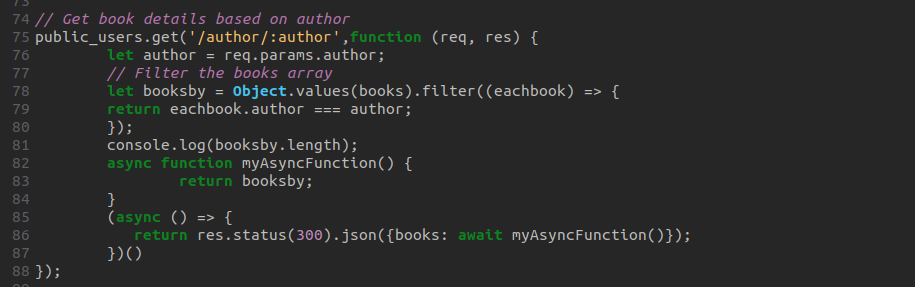 74 // Get book details based on author
75 public_users.get('/author/:author',function (req, res) {
76         let author = req.params.author;
77         // Filter the books array
78         let booksby = Object.values(books).filter((eachbook) => {
79         return eachbook.author === author;
80         });
81         console.log(booksby.length);
82         async function myAsyncFunction() {
83                 return booksby;
84         }
85         (async () => {
86            return res.status(300).json({books: await myAsyncFunction()});
87         })()
88 });